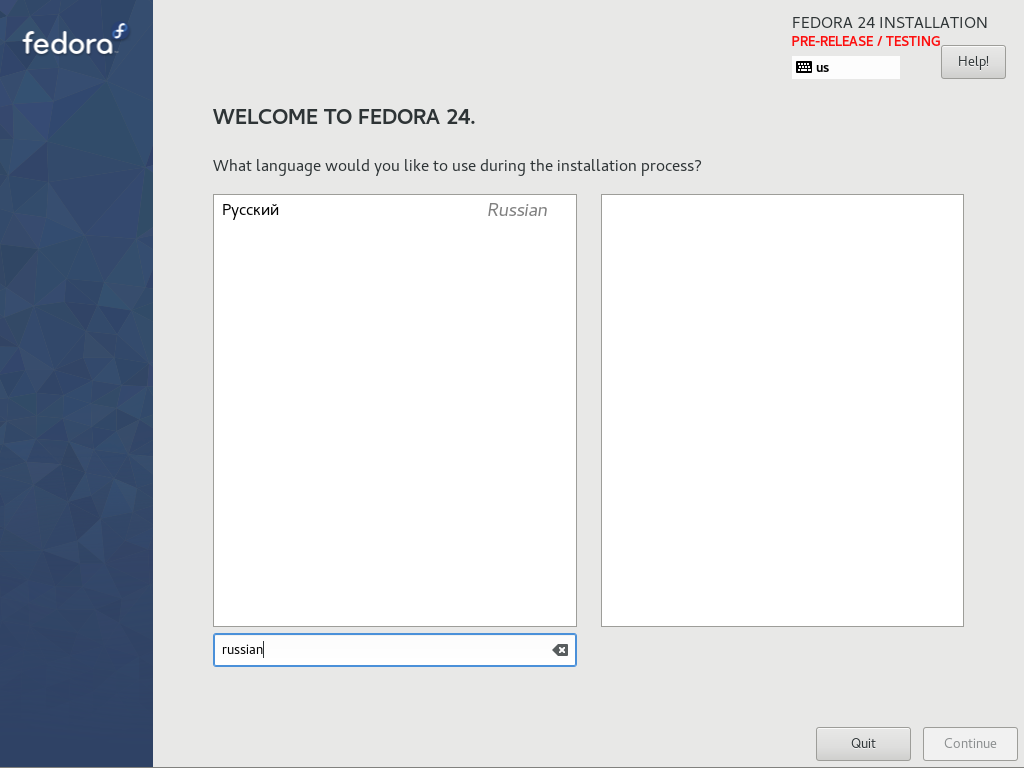 fedora
FEDORA 24 INSTALLATION
PRE-RELEASE / TESTING
us
Help!
WELCOME TO FEDORA 24.
What language would you like to use during the installation process?
Русский Russian
russian
Quit
Continue